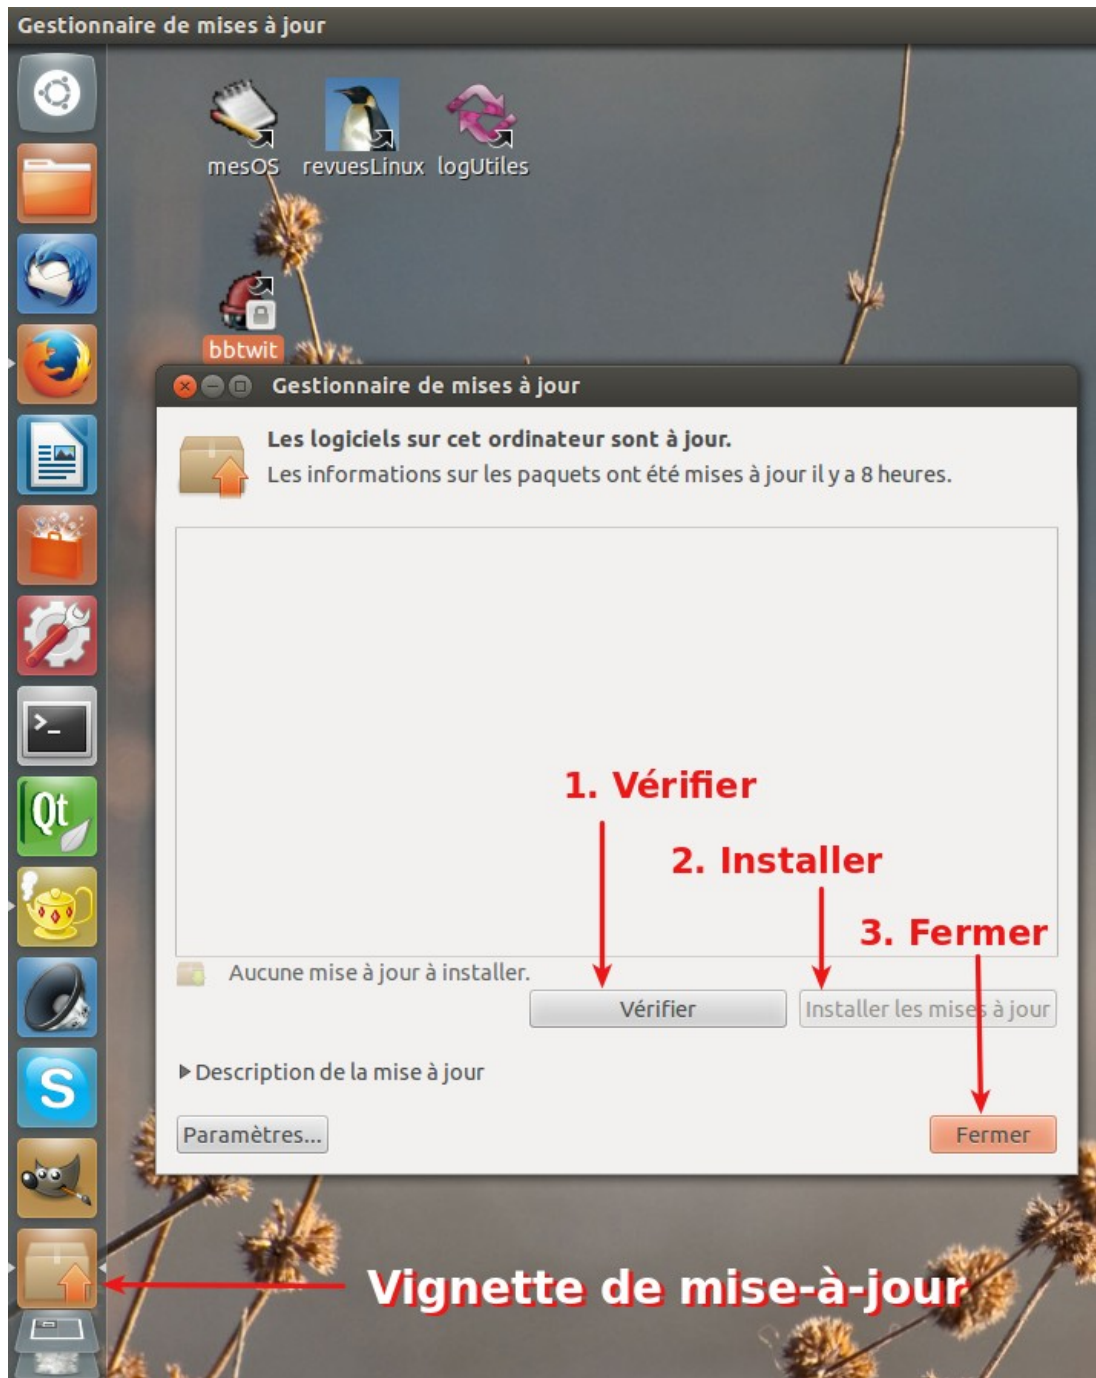 Gestionnaire de mises à jour
mesOS revuesLinux logUtiles
bbtwit
Gestionnaire de mises à jour
Les logiciels sur cet ordinateur sont à jour.
Les informations sur les paquets ont été mises à jour il y a 8 heures.
>_
Qt
1. Vérifier
2. Installer
3. Fermer
Aucune mise à jour à installer.
Vérifier Installer les mises à jour
S
Description de la mise à jour
Paramètres... Fermer
Vignette de mise-à-jour